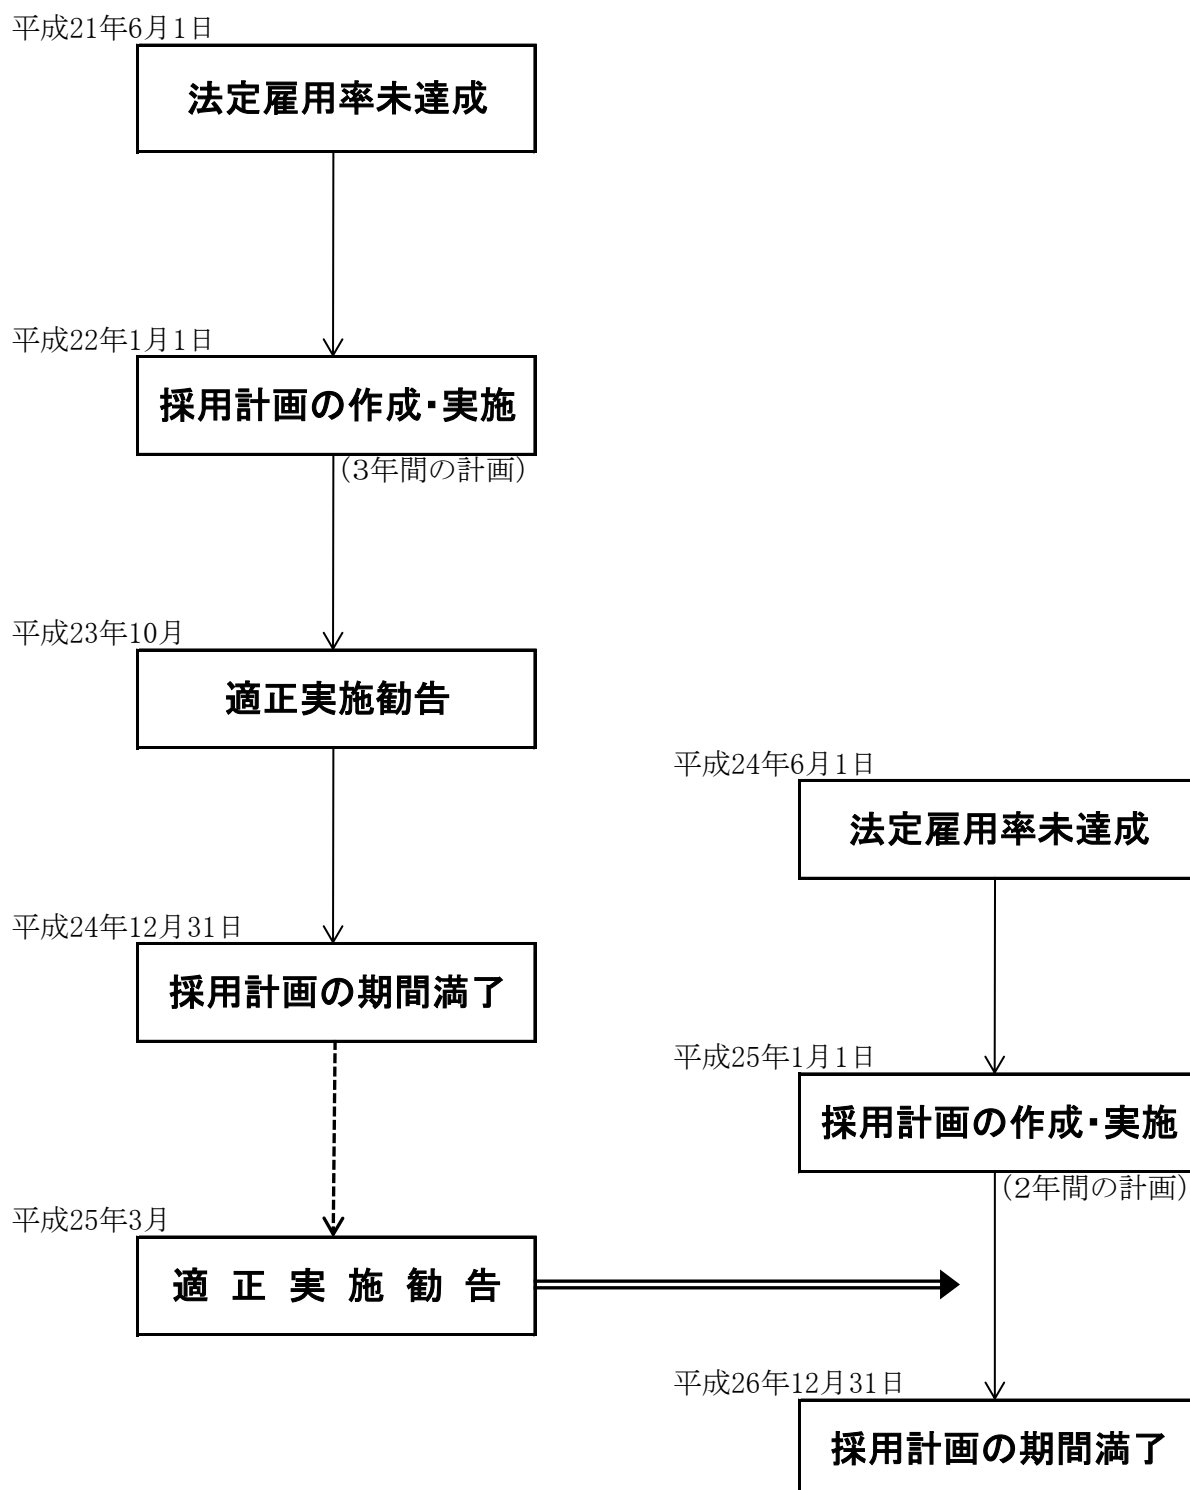 平成21年6月1日
法定雇用率未達成
平成22年1月1日
採用計画の作成・実施
(3年間の計画)
平成23年10月
適正実施勧告
平成24年12月31日
採用計画の期間満了
平成25年3月
適 正 実 施 勧 告
平成24年6月1日
法定雇用率未達成
平成25年1月1日
採用計画の作成・実施
(2年間の計画)
平成26年12月31日
採用計画の期間満了